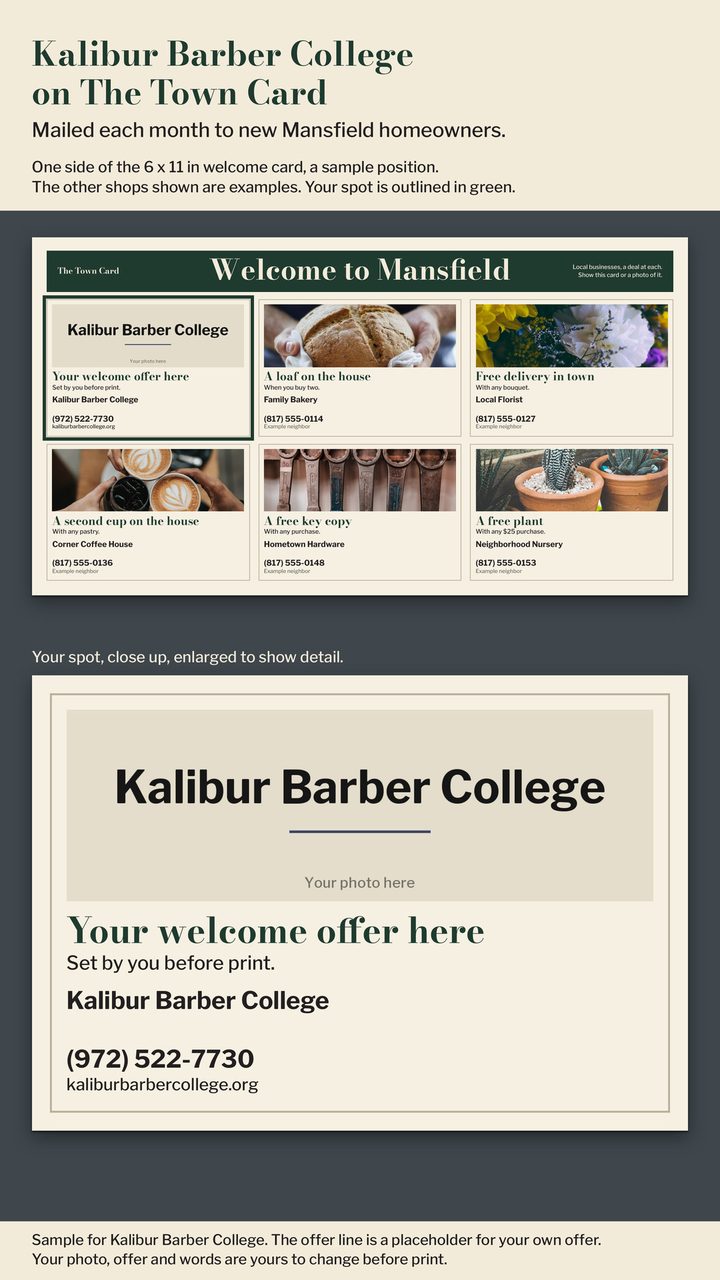 Kalibur Barber College
on The Town Card
Mailed each month to new Mansfield homeowners.
One side of the 6 x 11 in welcome card, a sample position.
The other shops shown are examples. Your spot is outlined in green.
The Town Card
Welcome to Mansfield
Local businesses, a deal at each.
Show this card or a photo of it.
Kalibur Barber College
Your photo here
Your welcome offer here
Set by you before print.
Kalibur Barber College
(972) 522-7730
kaliburbarbercollege.org
A loaf on the house
When you buy two.
Family Bakery
(817) 555-0114
Example neighbor
Free delivery in town
With any bouquet.
Local Florist
(817) 555-0127
Example neighbor
A second cup on the house
With any pastry.
Corner Coffee House
(817) 555-0136
Example neighbor
A free key copy
With any purchase.
Hometown Hardware
(817) 555-0148
Example neighbor
A free plant
With any $25 purchase.
Neighborhood Nursery
(817) 555-0153
Example neighbor
Your spot, close up, enlarged to show detail.
Kalibur Barber College
Your photo here
Your welcome offer here
Set by you before print.
Kalibur Barber College
(972) 522-7730
kaliburbarbercollege.org
Sample for Kalibur Barber College. The offer line is a placeholder for your own offer.
Your photo, offer and words are yours to change before print.